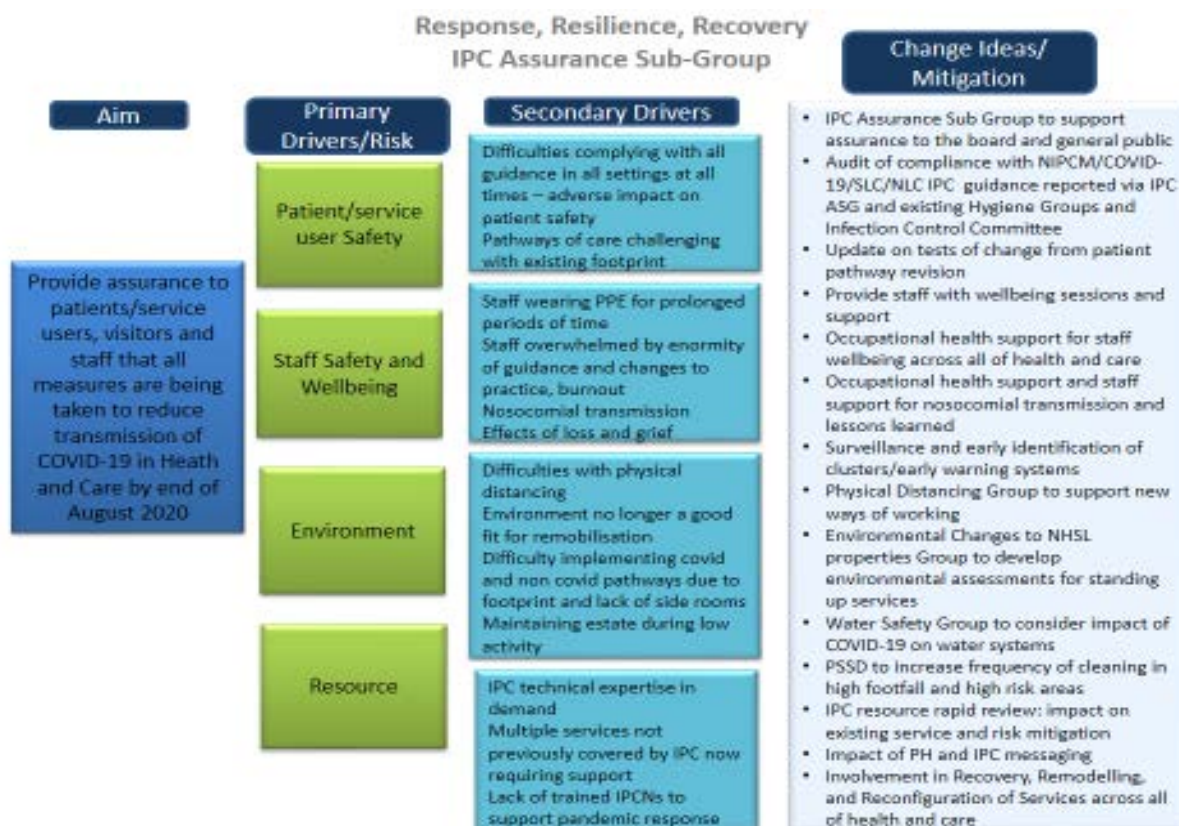 Response, Resilience, Recovery
IPC Assurance Sub-Group
Aim
Provide assurance to
patients/service
users, visitors and
staff that all
measures are being
taken to reduce
transmission of
COVID-19 in Heath
and Care by end of
August 2020
Primary
Drivers/Risk
Patient/service
user Safety
Staff Safety and
Wellbeing
Environment
Resource
Secondary Drivers
Difficulties complying with all
guidance in all settings at all
times – adverse impact on
patient safety
Pathways of care challenging
with existing footprint
Staff wearing PPE for prolonged
periods of time
Staff overwhelmed by enormity
of guidance and changes to
practice, burnout
Nosocomial transmission
Effects of loss and grief
Difficulties with physical
distancing
Environment no longer a good
fit for remobilisation
Difficulty implementing covid
and non covid pathways due to
footprint and lack of side rooms
Maintaining estate during low
activity
IPC technical expertise in
demand
Multiple services not
previously covered by IPC now
requiring support
Lack of trained IPCNs to
support pandemic response
Change Ideas/
Mitigation
• IPC Assurance Sub Group to support
assurance to the board and general public
• Audit of compliance with NIPCM/COVID-
19/SLC/NLC IPC guidance reported via IPC
ASG and existing Hygiene Groups and
Infection Control Committee
• Update on tests of change from patient
pathway revision
• Provide staff with wellbeing sessions and
support
• Occupational health support for staff
wellbeing across all of health and care
• Occupational health support and staff
support for nosocomial transmission and
lessons learned
• Surveillance and early identification of
clusters/early warning systems
• Physical Distancing Group to support new
ways of working
• Environmental Changes to NHSL
properties Group to develop
environmental assessments for standing
up services
• Water Safety Group to consider impact of
COVID-19 on water systems
• PSSD to increase frequency of cleaning in
high footfall and high risk areas
• IPC resource rapid review: impact on
existing service and risk mitigation
• Impact of PH and IPC messaging
• Involvement in Recovery, Remodelling,
and Reconfiguration of Services across all
of health and care